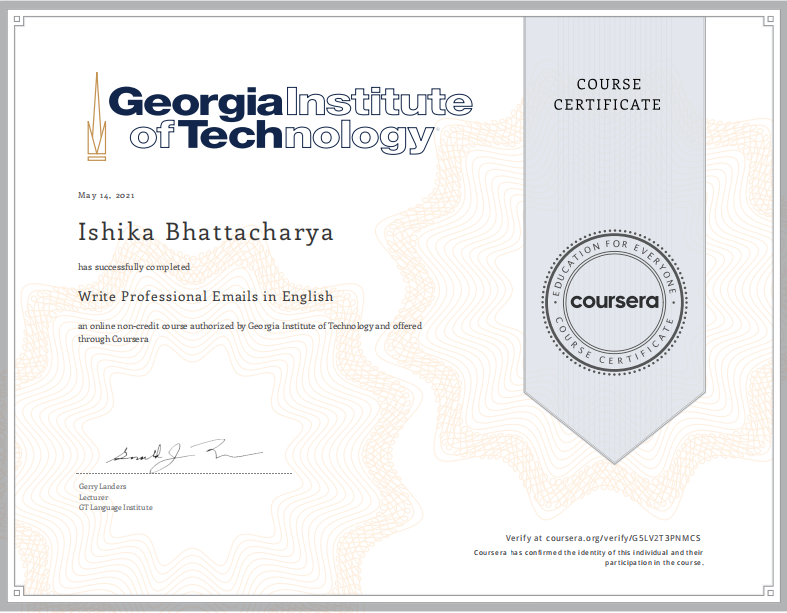 Georgia Institute
of Technology
COURSE
CERTIFICATE
May 14, 2021
Ishika Bhattacharya
has successfully completed
Write Professional Emails in English
an online non-credit course authorized by Georgia Institute of Technology and offered
through Coursera
EDUCATION FOR EVERYONE
coursera
COURSE CERTIFICATE
Gerry Landers
Lecturer
GT Language Institute
Verify at coursera.org/verify/G5LV2T3PNMCS
Coursera has confirmed the identity of this individual and their
participation in the course.